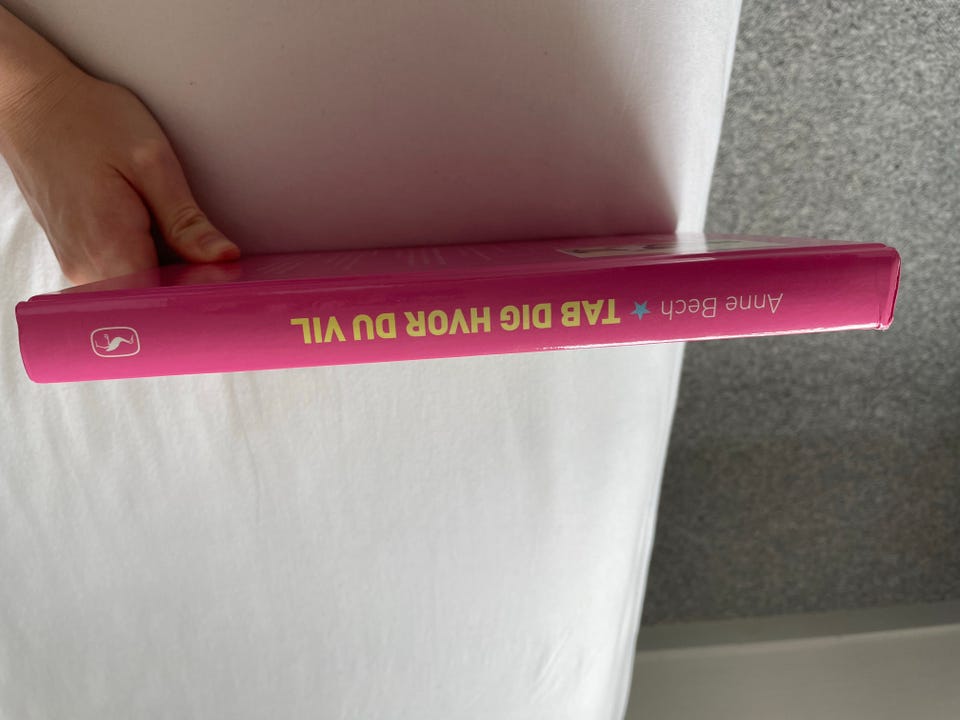 Anne Bech ★ TAB DIG HVOR DU VIL